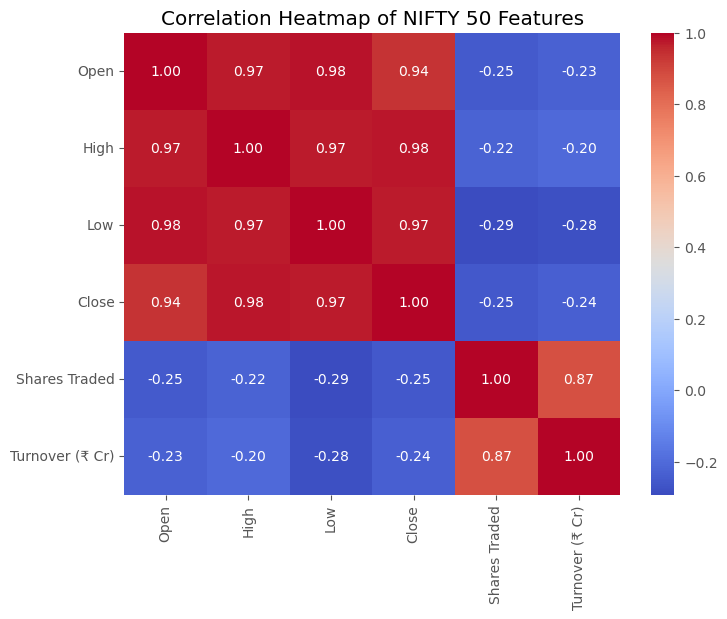 Correlation Heatmap of NIFTY 50 Features
Open 1.00 0.97 0.98 0.94 -0.25 -0.23
High 0.97 1.00 0.97 0.98 -0.22 -0.20
Low 0.98 0.97 1.00 0.97 -0.29 -0.28
Close 0.94 0.98 0.97 1.00 -0.25 -0.24
Shares Traded -0.25 -0.22 -0.29 -0.25 1.00 0.87
Turnover (₹ Cr) -0.23 -0.20 -0.28 -0.24 0.87 1.00
Open
High
Low
Close
Shares Traded
Turnover (₹ Cr)
1.0
0.8
0.6
0.4
0.2
0.0
−0.2